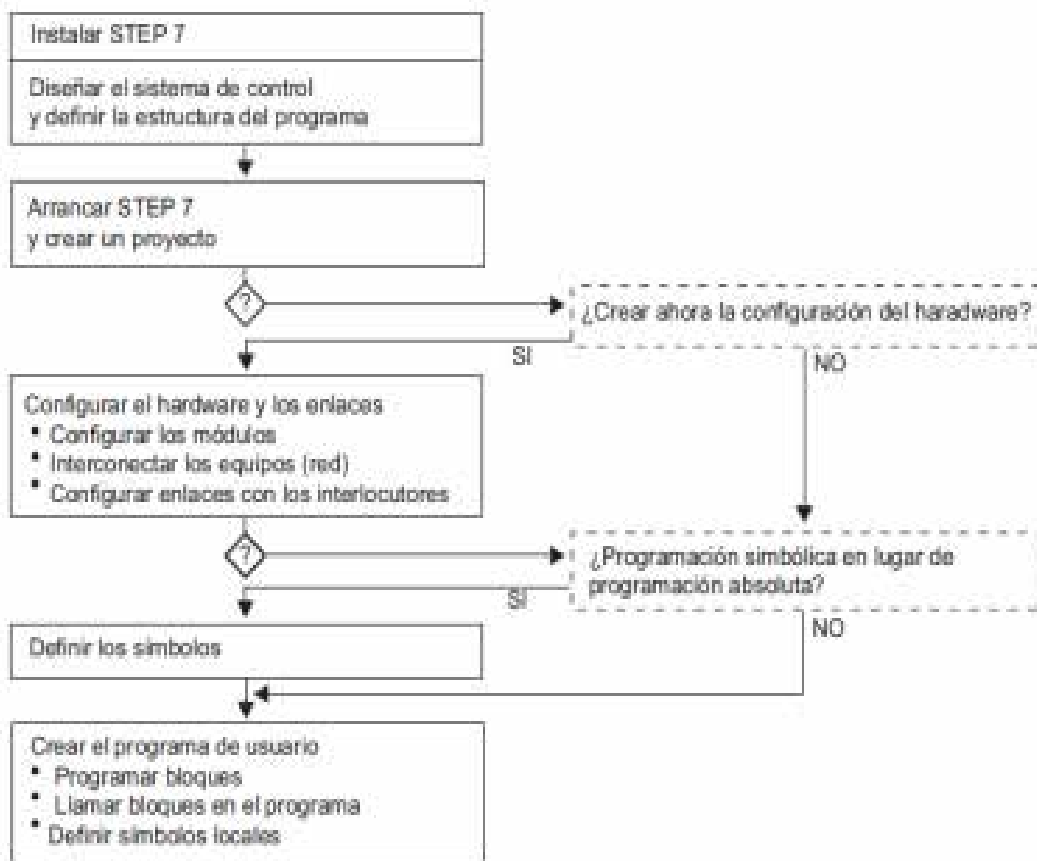 Instalar STEP 7
Diseñar el sistema de control
y definir la estructura del programa
Arrancar STEP 7
y crear un proyecto
?
¿Crear ahora la configuración del haradware?
SI
NO
Configurar el hardware y los enlaces
• Configurar los módulos
• Interconectar los equipos (red)
• Configurar enlaces con los interlocutores
?
¿Programación simbólica en lugar de
programación absoluta?
SI
NO
Definir los símbolos
Crear el programa de usuario
• Programar bloques
• Llamar bloques en el programa
• Definir símbolos locales